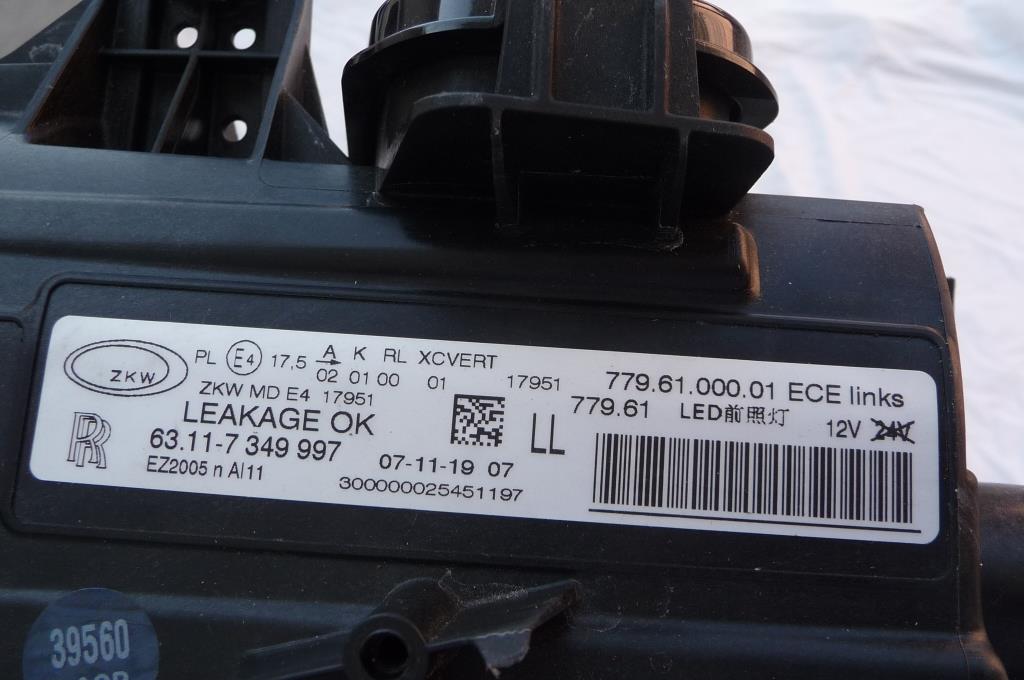 ZKW
PL E4 17,5 A K RL XCVERT
02 01 00 01 17951
ZKW MD E4 17951
LEAKAGE OK
RR
63.11-7 349 997
EZ2005 n Al11
07-11-19 07
300000025451197
LL
779.61.000.01 ECE links
779.61 LED前照灯
12V 24V
39560